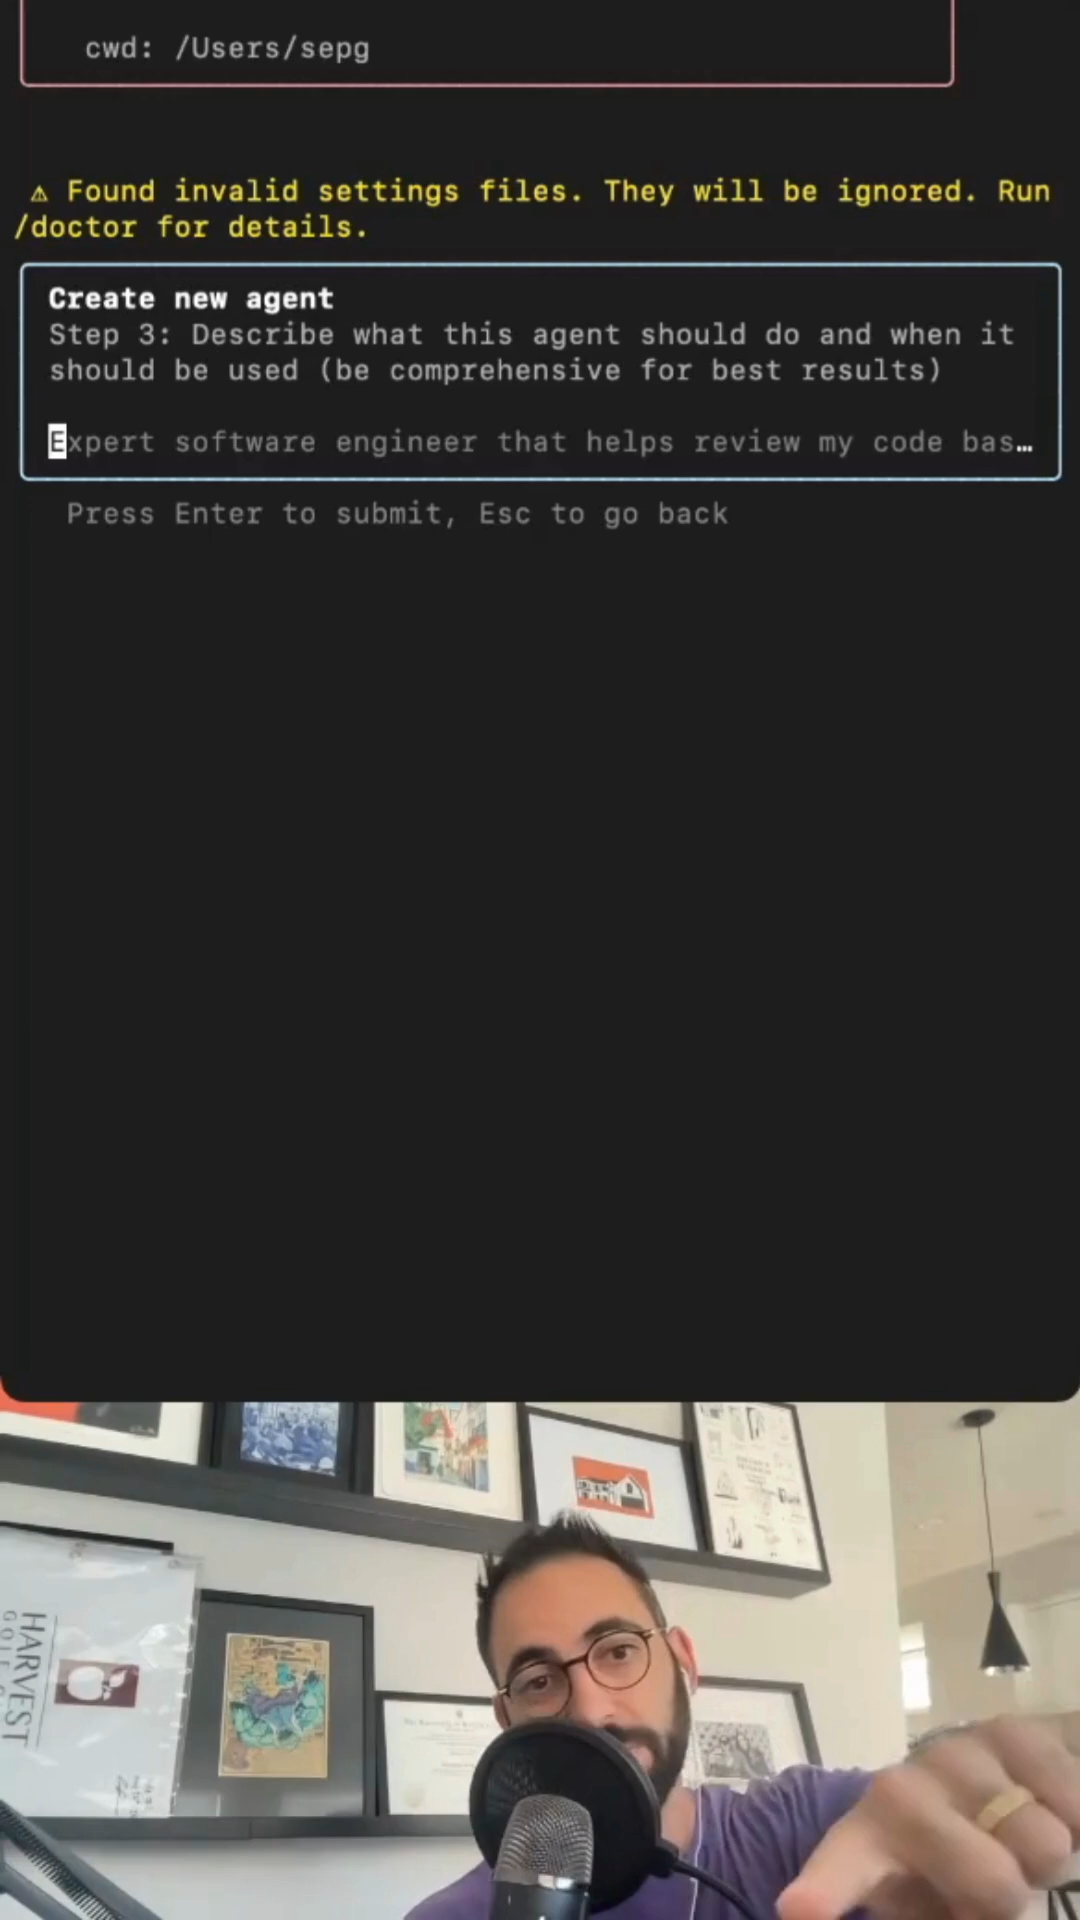 cwd: /Users/sepg
⚠ Found invalid settings files. They will be ignored. Run
/doctor for details.
Create new agent
Step 3: Describe what this agent should do and when it
should be used (be comprehensive for best results)
Expert software engineer that helps review my code bas…
Press Enter to submit, Esc to go back
HARVEST